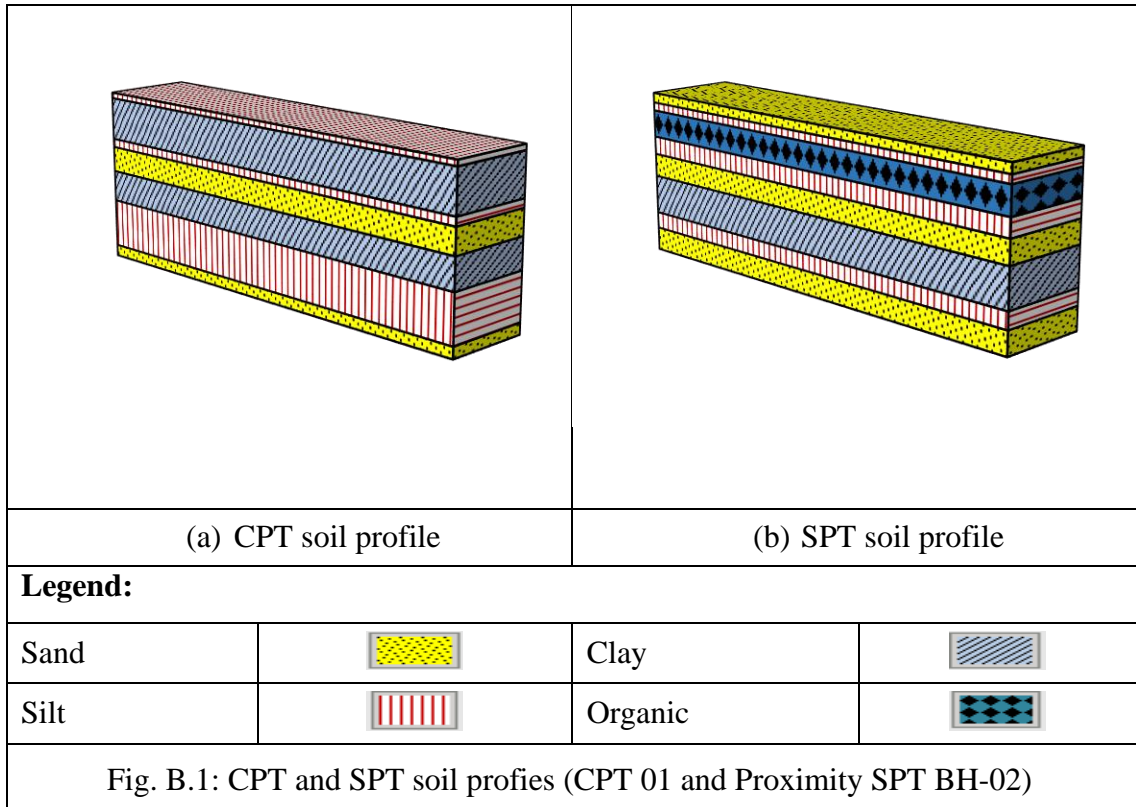 (a) CPT soil profile
(b) SPT soil profile
Legend:
Sand
Clay
Silt
Organic
Fig. B.1: CPT and SPT soil profies (CPT 01 and Proximity SPT BH-02)